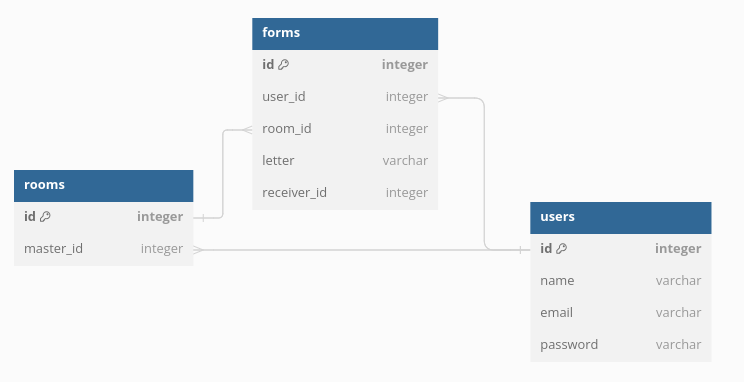 forms
id integer
user_id integer
room_id integer
letter varchar
receiver_id integer
rooms
id integer
master_id integer
users
id integer
name varchar
email varchar
password varchar